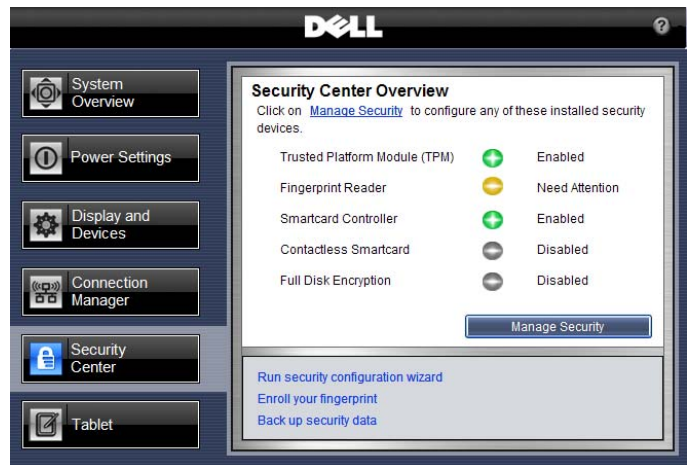 DELL
?
System
Overview
Power Settings
Display and
Devices
Connection
Manager
Security
Center
Tablet
Security Center Overview
Click on Manage Security to configure any of these installed security
devices.
Trusted Platform Module (TPM) Enabled
Fingerprint Reader Need Attention
Smartcard Controller Enabled
Contactless Smartcard Disabled
Full Disk Encryption Disabled
Manage Security
Run security configuration wizard
Enroll your fingerprint
Back up security data